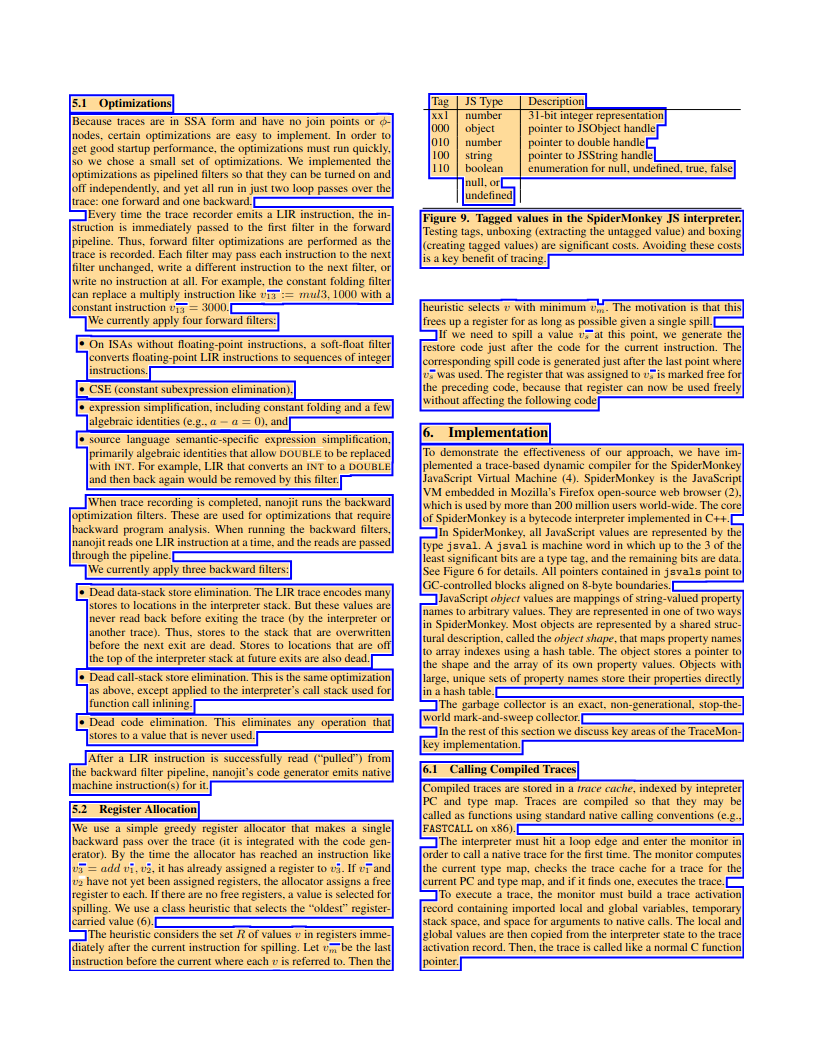 5.1 Optimizations
Because traces are in SSA form and have no join points or ϕ-
nodes, certain optimizations are easy to implement. In order to
get good startup performance, the optimizations must run quickly,
so we chose a small set of optimizations. We implemented the
optimizations as pipelined filters so that they can be turned on and
off independently, and yet all run in just two loop passes over the
trace: one forward and one backward.
Every time the trace recorder emits a LIR instruction, the in-
struction is immediately passed to the first filter in the forward
pipeline. Thus, forward filter optimizations are performed as the
trace is recorded. Each filter may pass each instruction to the next
filter unchanged, write a different instruction to the next filter, or
write no instruction at all. For example, the constant folding filter
can replace a multiply instruction like v13 := mul3, 1000 with a
constant instruction v13 = 3000.
We currently apply four forward filters:
• On ISAs without floating-point instructions, a soft-float filter
converts floating-point LIR instructions to sequences of integer
instructions.
• CSE (constant subexpression elimination),
• expression simplification, including constant folding and a few
algebraic identities (e.g., a − a = 0), and
• source language semantic-specific expression simplification,
primarily algebraic identities that allow DOUBLE to be replaced
with INT. For example, LIR that converts an INT to a DOUBLE
and then back again would be removed by this filter.
When trace recording is completed, nanojit runs the backward
optimization filters. These are used for optimizations that require
backward program analysis. When running the backward filters,
nanojit reads one LIR instruction at a time, and the reads are passed
through the pipeline.
We currently apply three backward filters:
• Dead data-stack store elimination. The LIR trace encodes many
stores to locations in the interpreter stack. But these values are
never read back before exiting the trace (by the interpreter or
another trace). Thus, stores to the stack that are overwritten
before the next exit are dead. Stores to locations that are off
the top of the interpreter stack at future exits are also dead.
• Dead call-stack store elimination. This is the same optimization
as above, except applied to the interpreter's call stack used for
function call inlining.
• Dead code elimination. This eliminates any operation that
stores to a value that is never used.
After a LIR instruction is successfully read ("pulled") from
the backward filter pipeline, nanojit's code generator emits native
machine instruction(s) for it.
5.2 Register Allocation
We use a simple greedy register allocator that makes a single
backward pass over the trace (it is integrated with the code gen-
erator). By the time the allocator has reached an instruction like
v3 = add v1, v2, it has already assigned a register to v3. If v1 and
v2 have not yet been assigned registers, the allocator assigns a free
register to each. If there are no free registers, a value is selected for
spilling. We use a class heuristic that selects the "oldest" register-
carried value (6).
The heuristic considers the set R of values v in registers imme-
diately after the current instruction for spilling. Let vm be the last
instruction before the current where each v is referred to. Then the
Tag JS Type Description
xx1 number 31-bit integer representation
000 object pointer to JSObject handle
010 number pointer to double handle
100 string pointer to JSString handle
110 boolean enumeration for null, undefined, true, false
null, or
undefined
Figure 9. Tagged values in the SpiderMonkey JS interpreter.
Testing tags, unboxing (extracting the untagged value) and boxing
(creating tagged values) are significant costs. Avoiding these costs
is a key benefit of tracing.
heuristic selects v with minimum vm. The motivation is that this
frees up a register for as long as possible given a single spill.
If we need to spill a value vs at this point, we generate the
restore code just after the code for the current instruction. The
corresponding spill code is generated just after the last point where
vs was used. The register that was assigned to vs is marked free for
the preceding code, because that register can now be used freely
without affecting the following code
6. Implementation
To demonstrate the effectiveness of our approach, we have im-
plemented a trace-based dynamic compiler for the SpiderMonkey
JavaScript Virtual Machine (4). SpiderMonkey is the JavaScript
VM embedded in Mozilla's Firefox open-source web browser (2),
which is used by more than 200 million users world-wide. The core
of SpiderMonkey is a bytecode interpreter implemented in C++.
In SpiderMonkey, all JavaScript values are represented by the
type jsval. A jsval is machine word in which up to the 3 of the
least significant bits are a type tag, and the remaining bits are data.
See Figure 6 for details. All pointers contained in jsvals point to
GC-controlled blocks aligned on 8-byte boundaries.
JavaScript object values are mappings of string-valued property
names to arbitrary values. They are represented in one of two ways
in SpiderMonkey. Most objects are represented by a shared struc-
tural description, called the object shape, that maps property names
to array indexes using a hash table. The object stores a pointer to
the shape and the array of its own property values. Objects with
large, unique sets of property names store their properties directly
in a hash table.
The garbage collector is an exact, non-generational, stop-the-
world mark-and-sweep collector.
In the rest of this section we discuss key areas of the TraceMon-
key implementation.
6.1 Calling Compiled Traces
Compiled traces are stored in a trace cache, indexed by intepreter
PC and type map. Traces are compiled so that they may be
called as functions using standard native calling conventions (e.g.,
FASTCALL on x86).
The interpreter must hit a loop edge and enter the monitor in
order to call a native trace for the first time. The monitor computes
the current type map, checks the trace cache for a trace for the
current PC and type map, and if it finds one, executes the trace.
To execute a trace, the monitor must build a trace activation
record containing imported local and global variables, temporary
stack space, and space for arguments to native calls. The local and
global values are then copied from the interpreter state to the trace
activation record. Then, the trace is called like a normal C function
pointer.